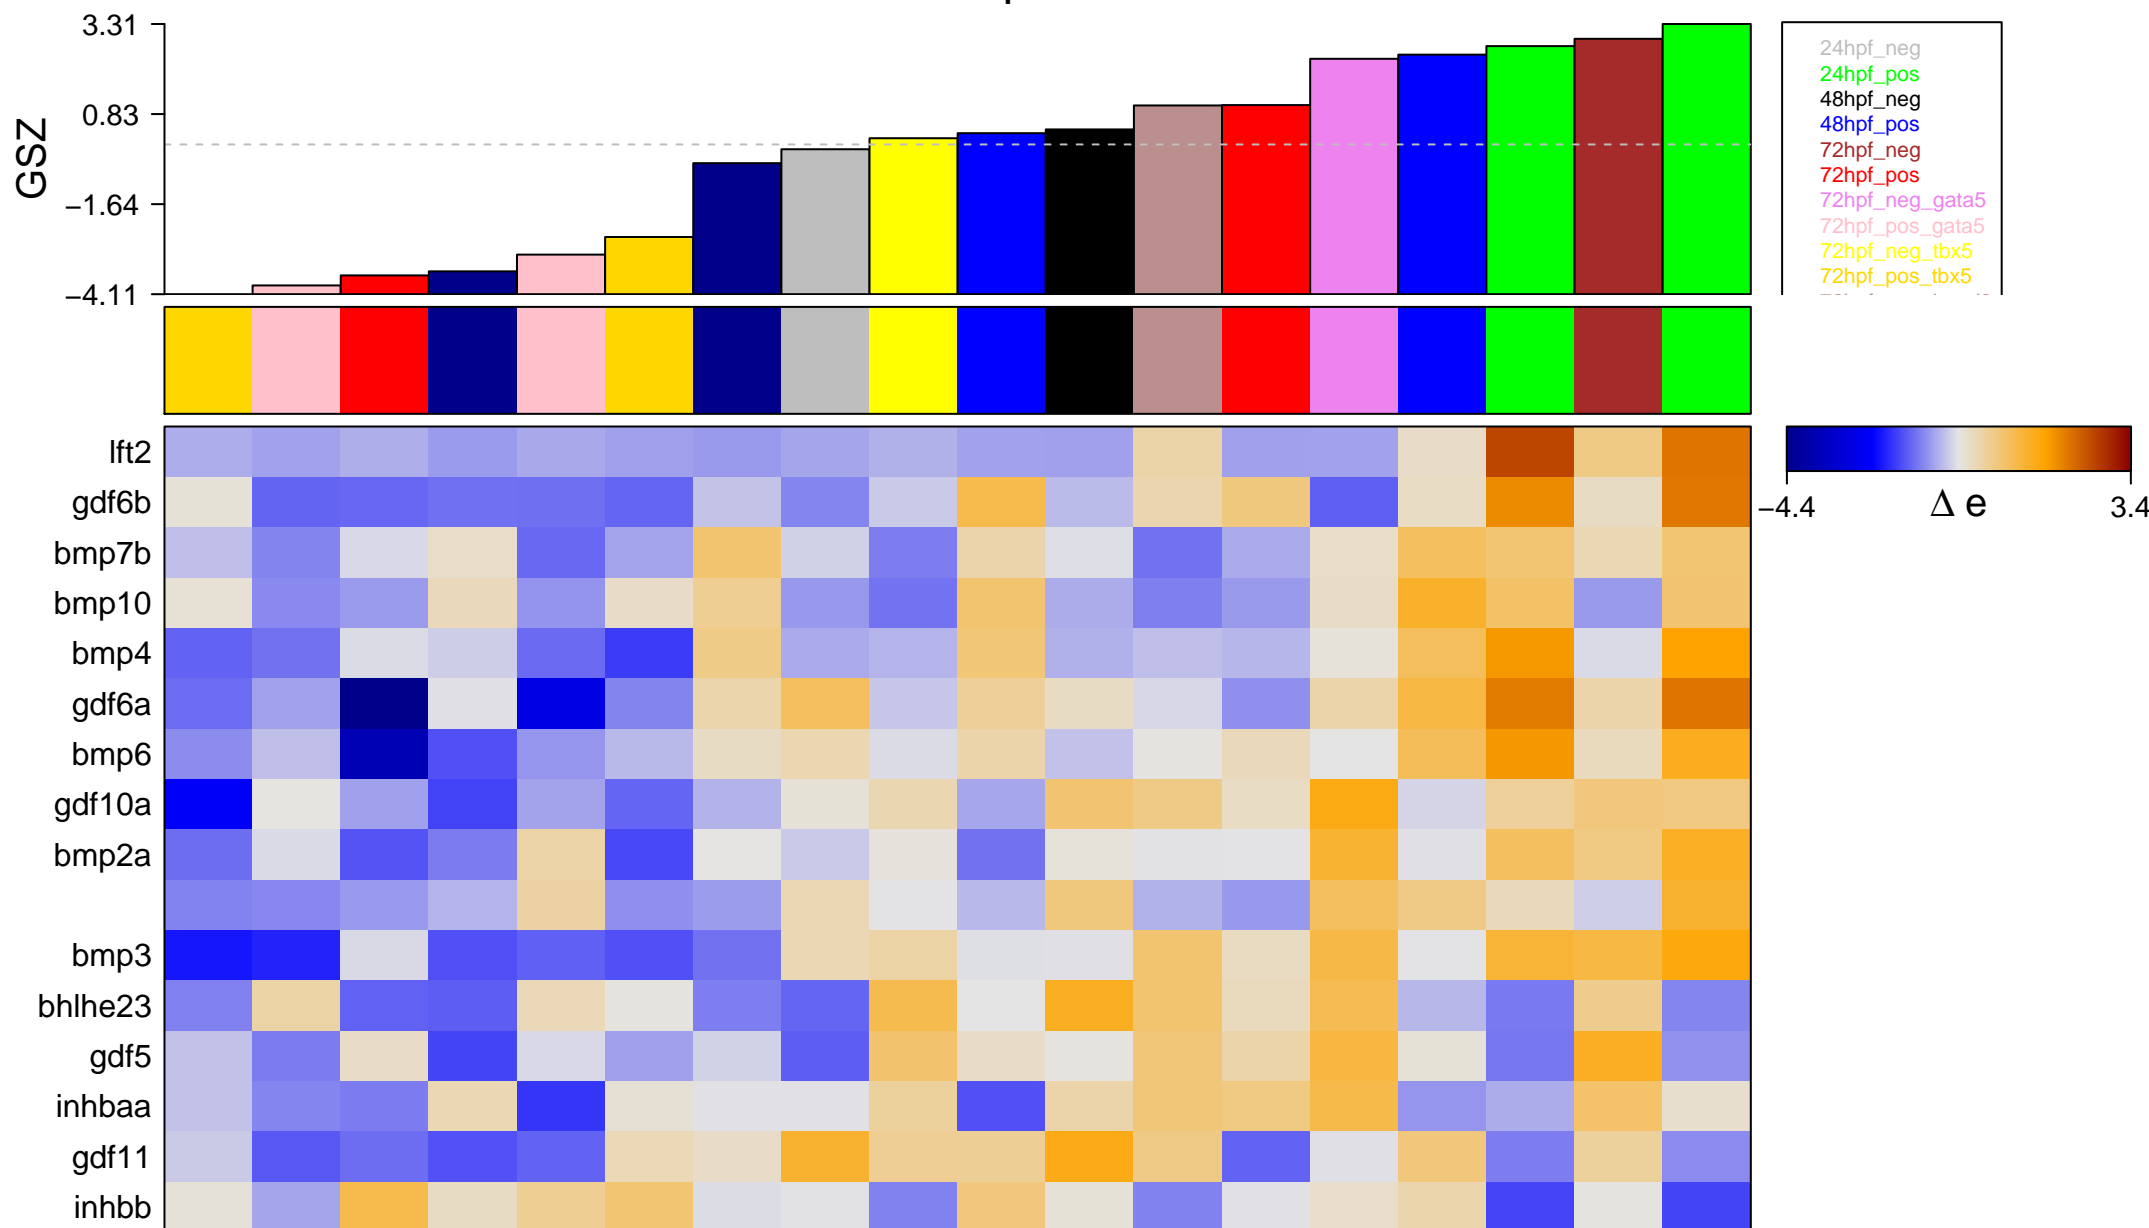 3.31
0.83
−1.64
−4.11
GSZ
24hpf_neg
24hpf_pos
48hpf_neg
48hpf_pos
72hpf_neg
72hpf_pos
72hpf_neg_gata5
72hpf_pos_gata5
72hpf_neg_tbx5
72hpf_pos_tbx5
−4.4
Δ e
3.4
lft2
gdf6b
bmp7b
bmp10
bmp4
gdf6a
bmp6
gdf10a
bmp2a
bmp3
bhlhe23
gdf5
inhbaa
gdf11
inhbb